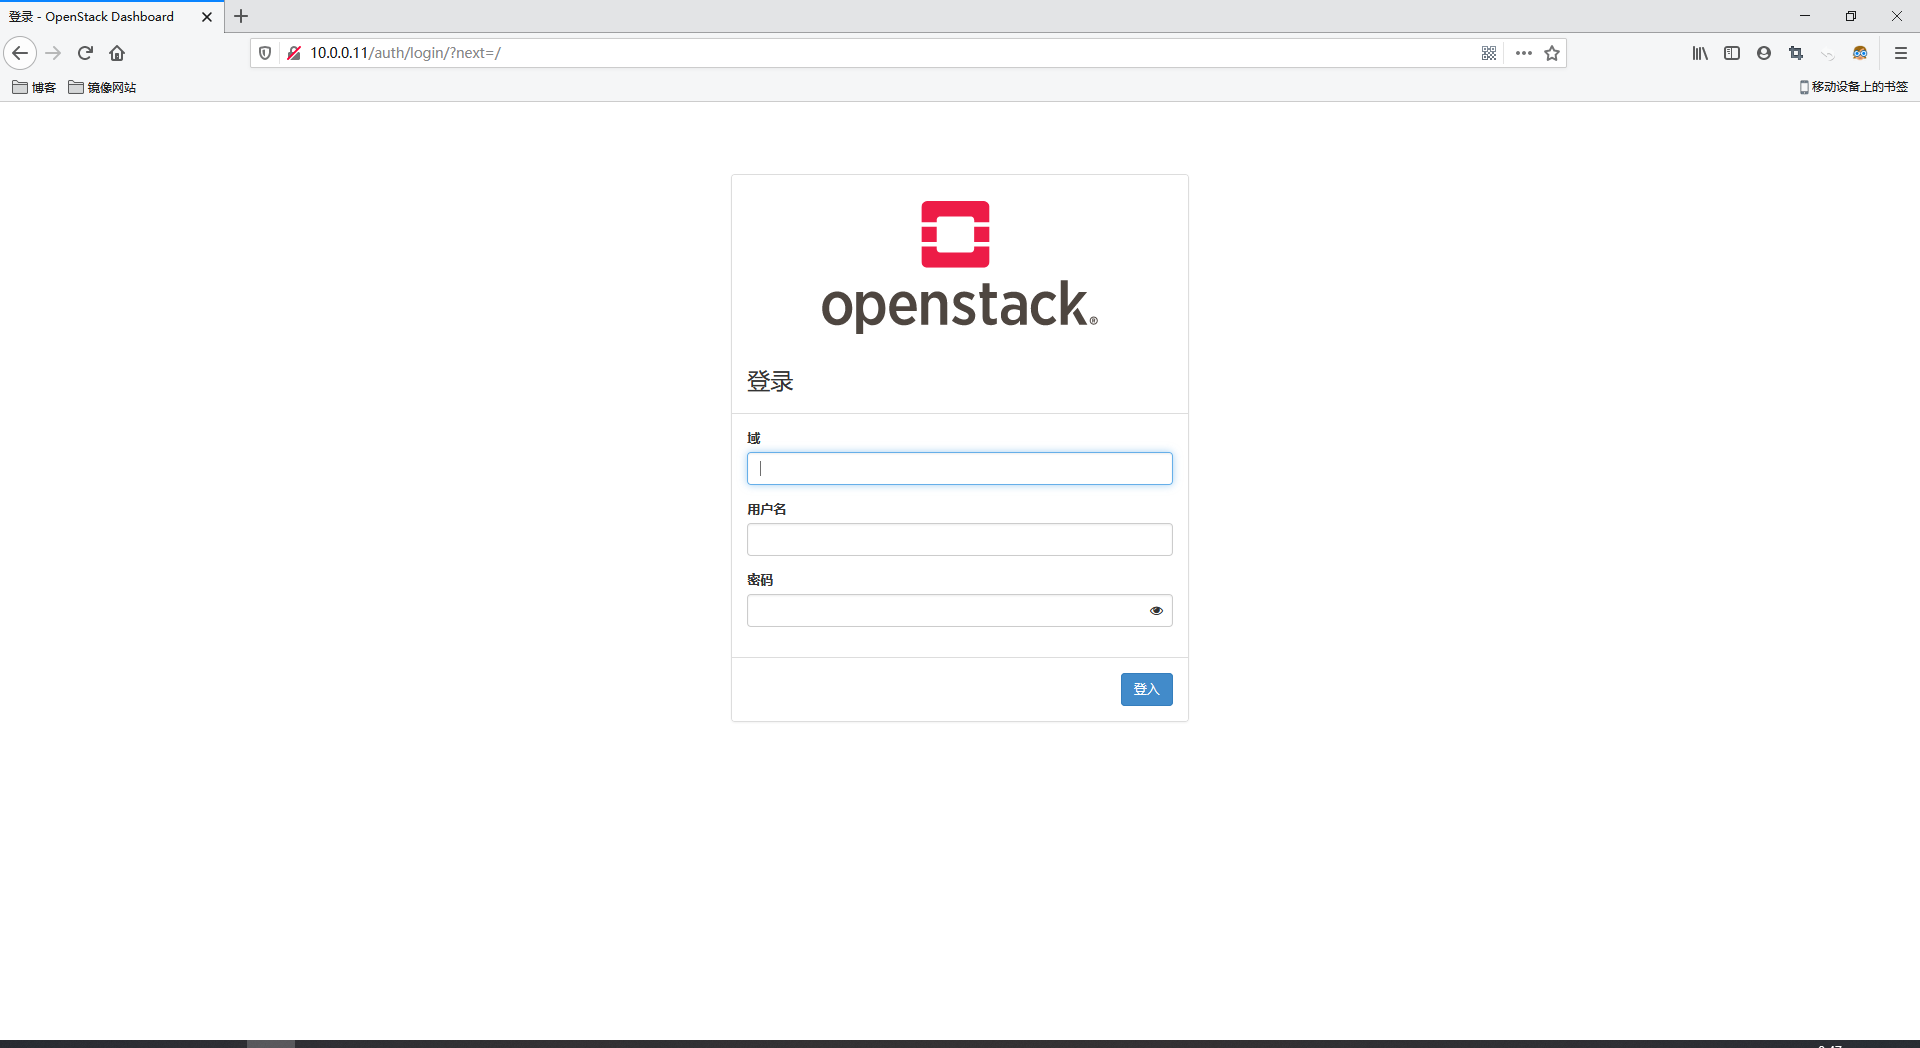 登录 - OpenStack Dashboard
10.0.0.11/auth/login/?next=/
博客
镜像网站
移动设备上的书签
openstack®
登录
域
用户名
密码
登入